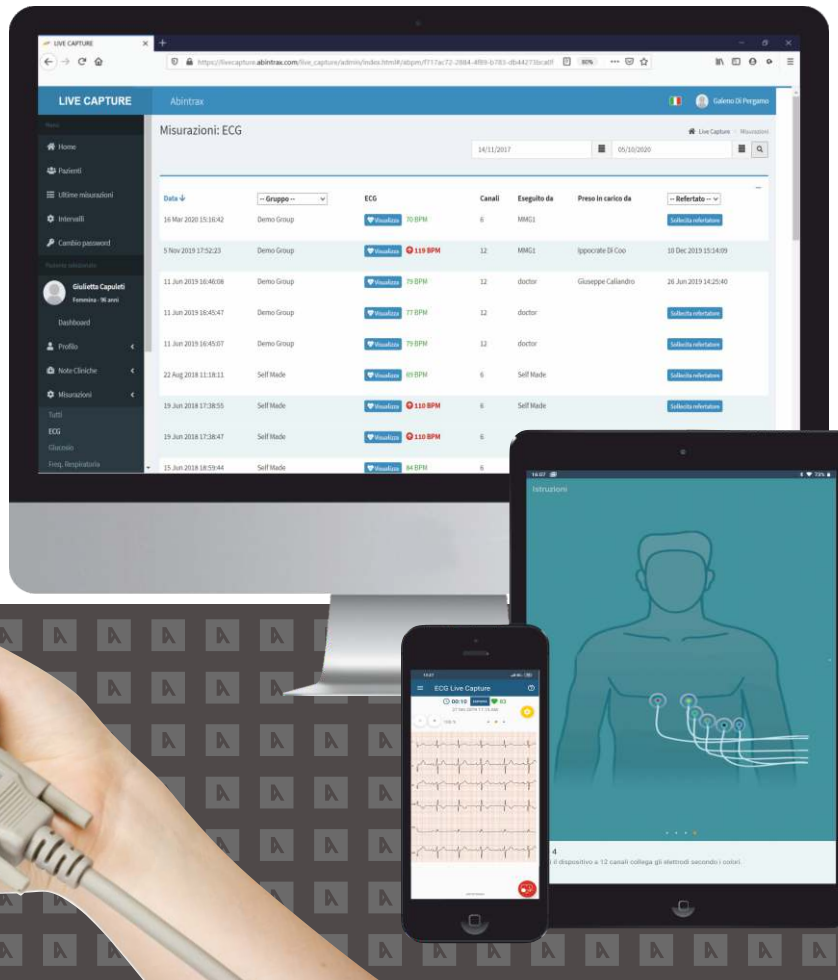 LIVE CAPTURE
https://livecapture.abintrax.com/live_capture/admin/index.html#/abpm/
80%
LIVE CAPTURE
Abintrax
Galeno Di Pergamo
Menu
Home
Pazienti
Ultime misurazioni
Intervalli
Cambio password
Paziente selezionato
Giulietta Capuleti
Femmina - 96 anni
Dashboard
Profilo
Note Cliniche
Misurazioni
Tutti
ECG
Glucosio
Freq. Respiratoria
Misurazioni: ECG
Live Capture
Misurazioni
14/11/2017
05/10/2020
Data -- Gruppo -- ECG Canali Eseguito da Preso in carico da -- Refertato --
16 Mar 2020 15:16:42 Demo Group Visualizza 70 BPM 6 MMG1 Sollecita refertatore
5 Nov 2019 17:52:23 Demo Group Visualizza 119 BPM 12 MMG1 Ippocrate Di Coo 10 Dec 2019 15:14:09
11 Jun 2019 16:46:08 Demo Group Visualizza 79 BPM 12 doctor Giuseppe Caliandro 26 Jun 2019 14:25:40
11 Jun 2019 16:45:47 Demo Group Visualizza 77 BPM 12 doctor Sollecita refertatore
11 Jun 2019 16:45:07 Demo Group Visualizza 79 BPM 12 doctor Sollecita refertatore
22 Aug 2018 11:18:11 Self Made Visualizza 89 BPM 6 Self Made Sollecita refertatore
19 Jun 2018 17:38:55 Self Made Visualizza 110 BPM 6 Self Made Sollecita refertatore
19 Jun 2018 17:38:47 Self Made Visualizza 110 BPM 6
15 Jun 2018 18:59:44 Self Made Visualizza 84 BPM 6
16:07
73%
Istruzioni
4
il dispositivo a 12 canali collega gli elettrodi secondo i colori.
ECG Live Capture
00:10
83